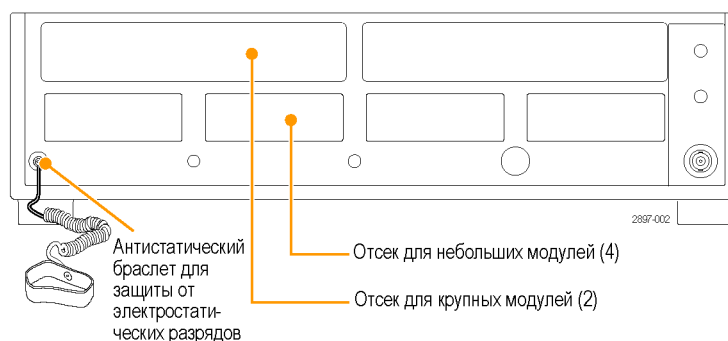 2897-002
Антистатический
браслет для
защиты от
электростати-
ческих разрядов
Отсек для небольших модулей (4)
Отсек для крупных модулей (2)